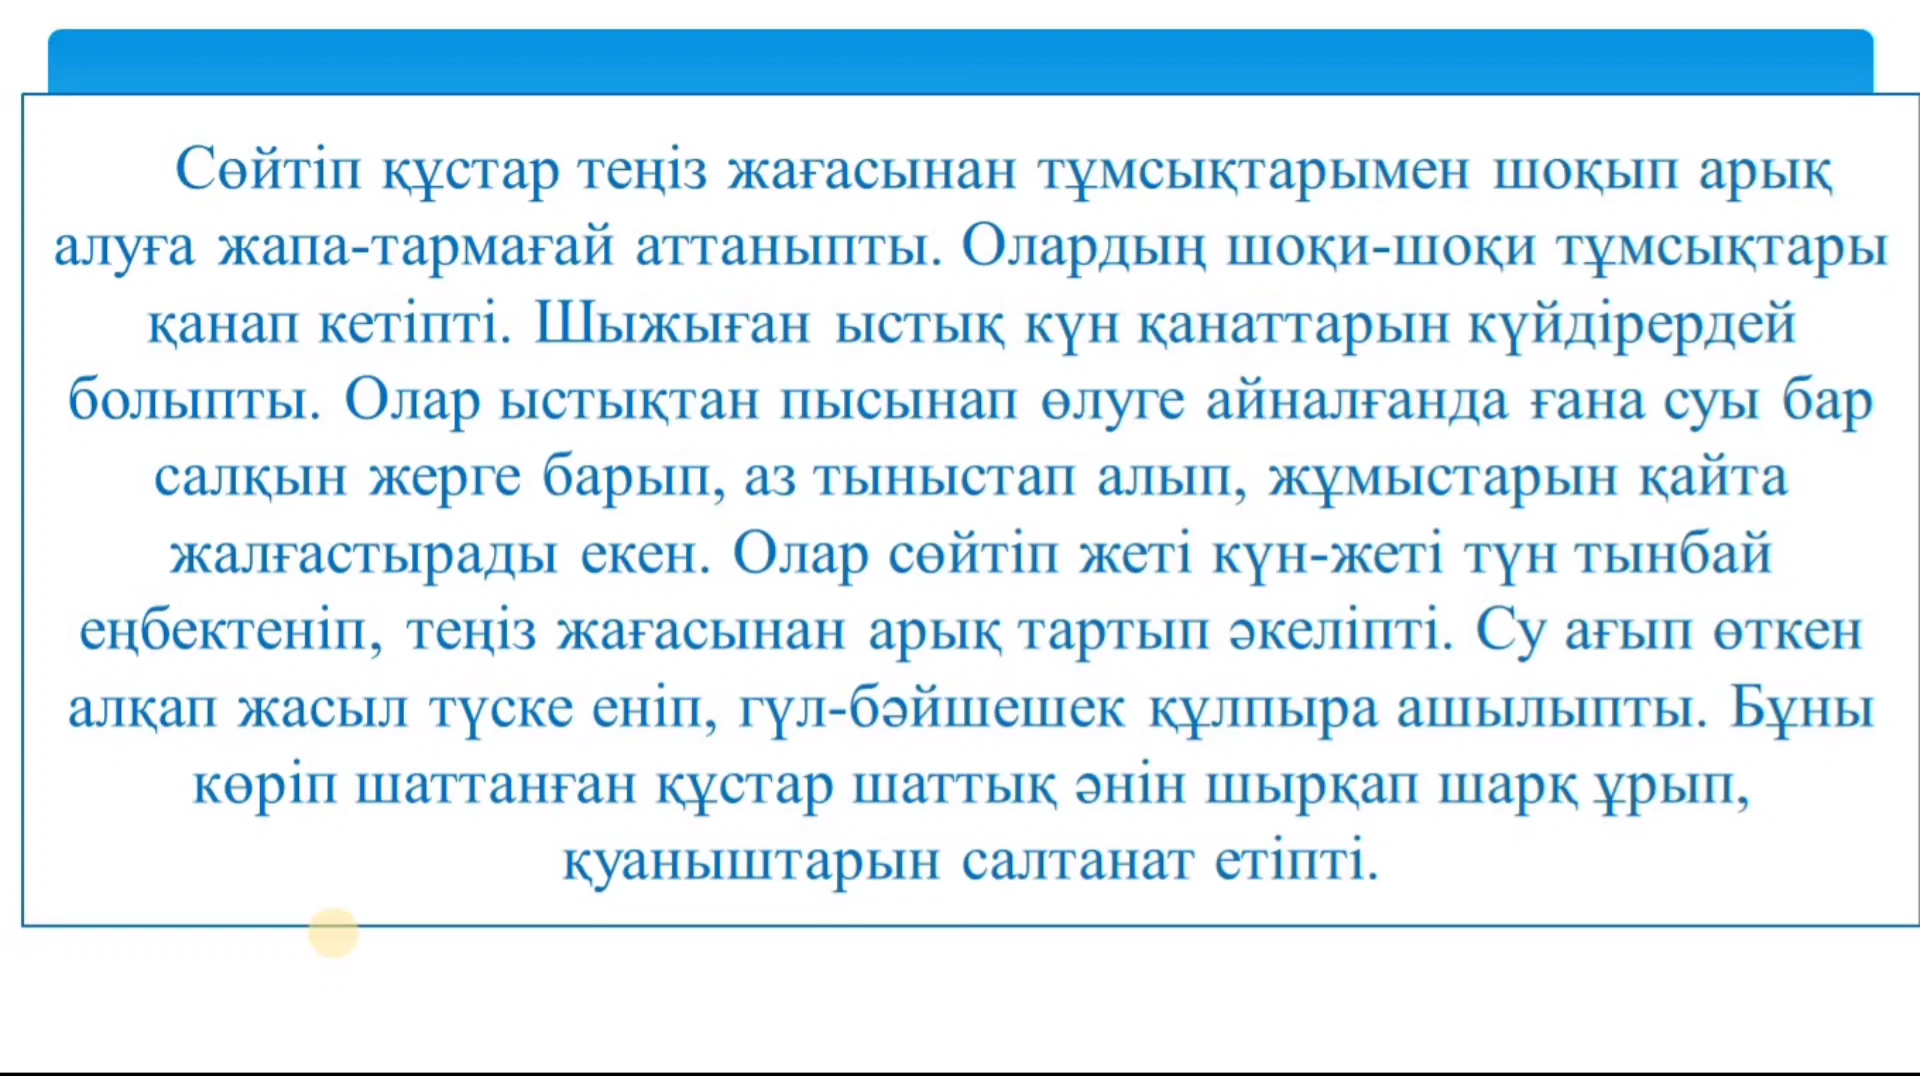 Сөйтіп құстар теңіз жағасынан тұмсықтарымен шоқып арық
алуға жапа-тармағай аттаныпты. Олардың шоқи-шоқи тұмсықтары
қанап кетіпті. Шыжыған ыстық күн қанаттарын күйдірердей
болыпты. Олар ыстықтан пысынап өлуге айналғанда ғана суы бар
салқын жерге барып, аз тыныстап алып, жұмыстарын қайта
жалғастырады екен. Олар сөйтіп жеті күн-жеті түн тынбай
еңбектеніп, теңіз жағасынан арық тартып әкеліпті. Су ағып өткен
алқап жасыл түске еніп, гүл-бәйшешек құлпыра ашылыпты. Бұны
көріп шаттанған құстар шаттық әнін шырқап шарқ ұрып,
қуаныштарын салтанат етіпті.